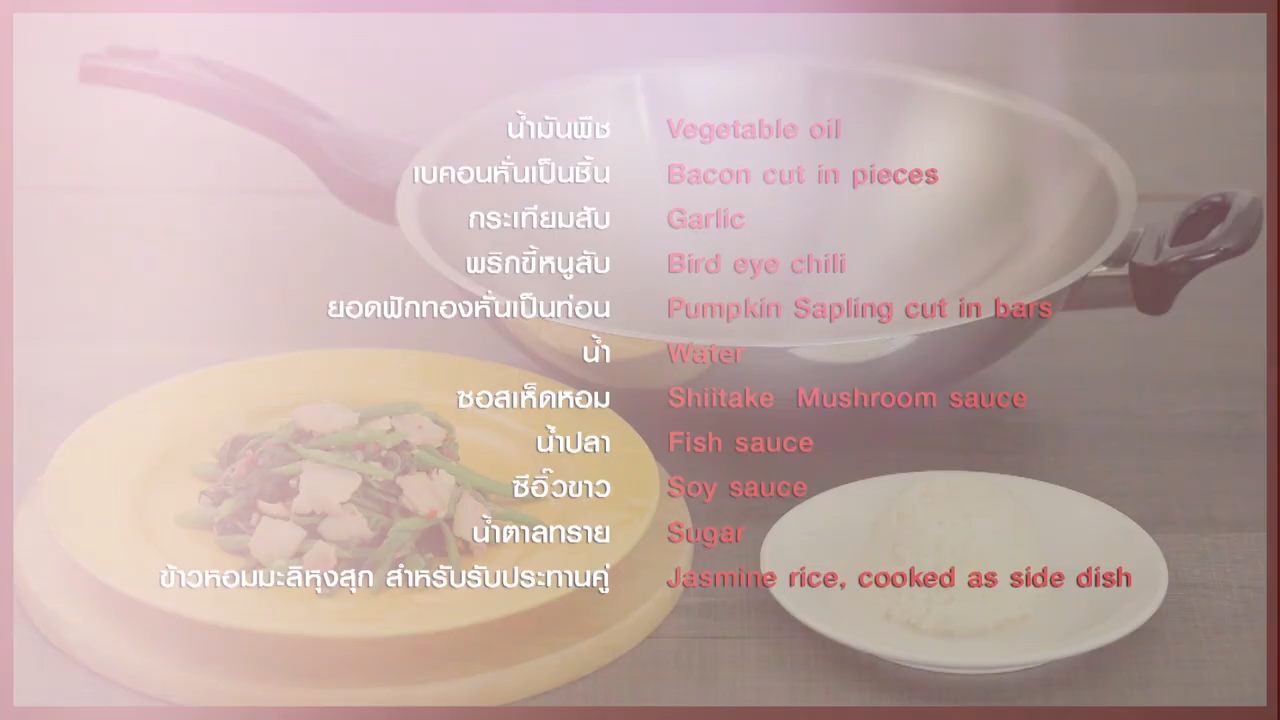 น้ำมันพืช Vegetable oil
เบคอนหั่นเป็นชิ้น Bacon cut in pieces
กระเทียมสับ Garlic
พริกขี้หนูสับ Bird eye chili
ยอดฟักทองหั่นเป็นท่อน Pumpkin Sapling cut in bars
น้ำ Water
ซอสเห็ดหอม Shiitake Mushroom sauce
น้ำปลา Fish sauce
ซีอิ๊วขาว Soy sauce
น้ำตาลทราย Sugar
ข้าวหอมมะลิหุงสุก สำหรับรับประทานคู่ Jasmine rice, cooked as side dish